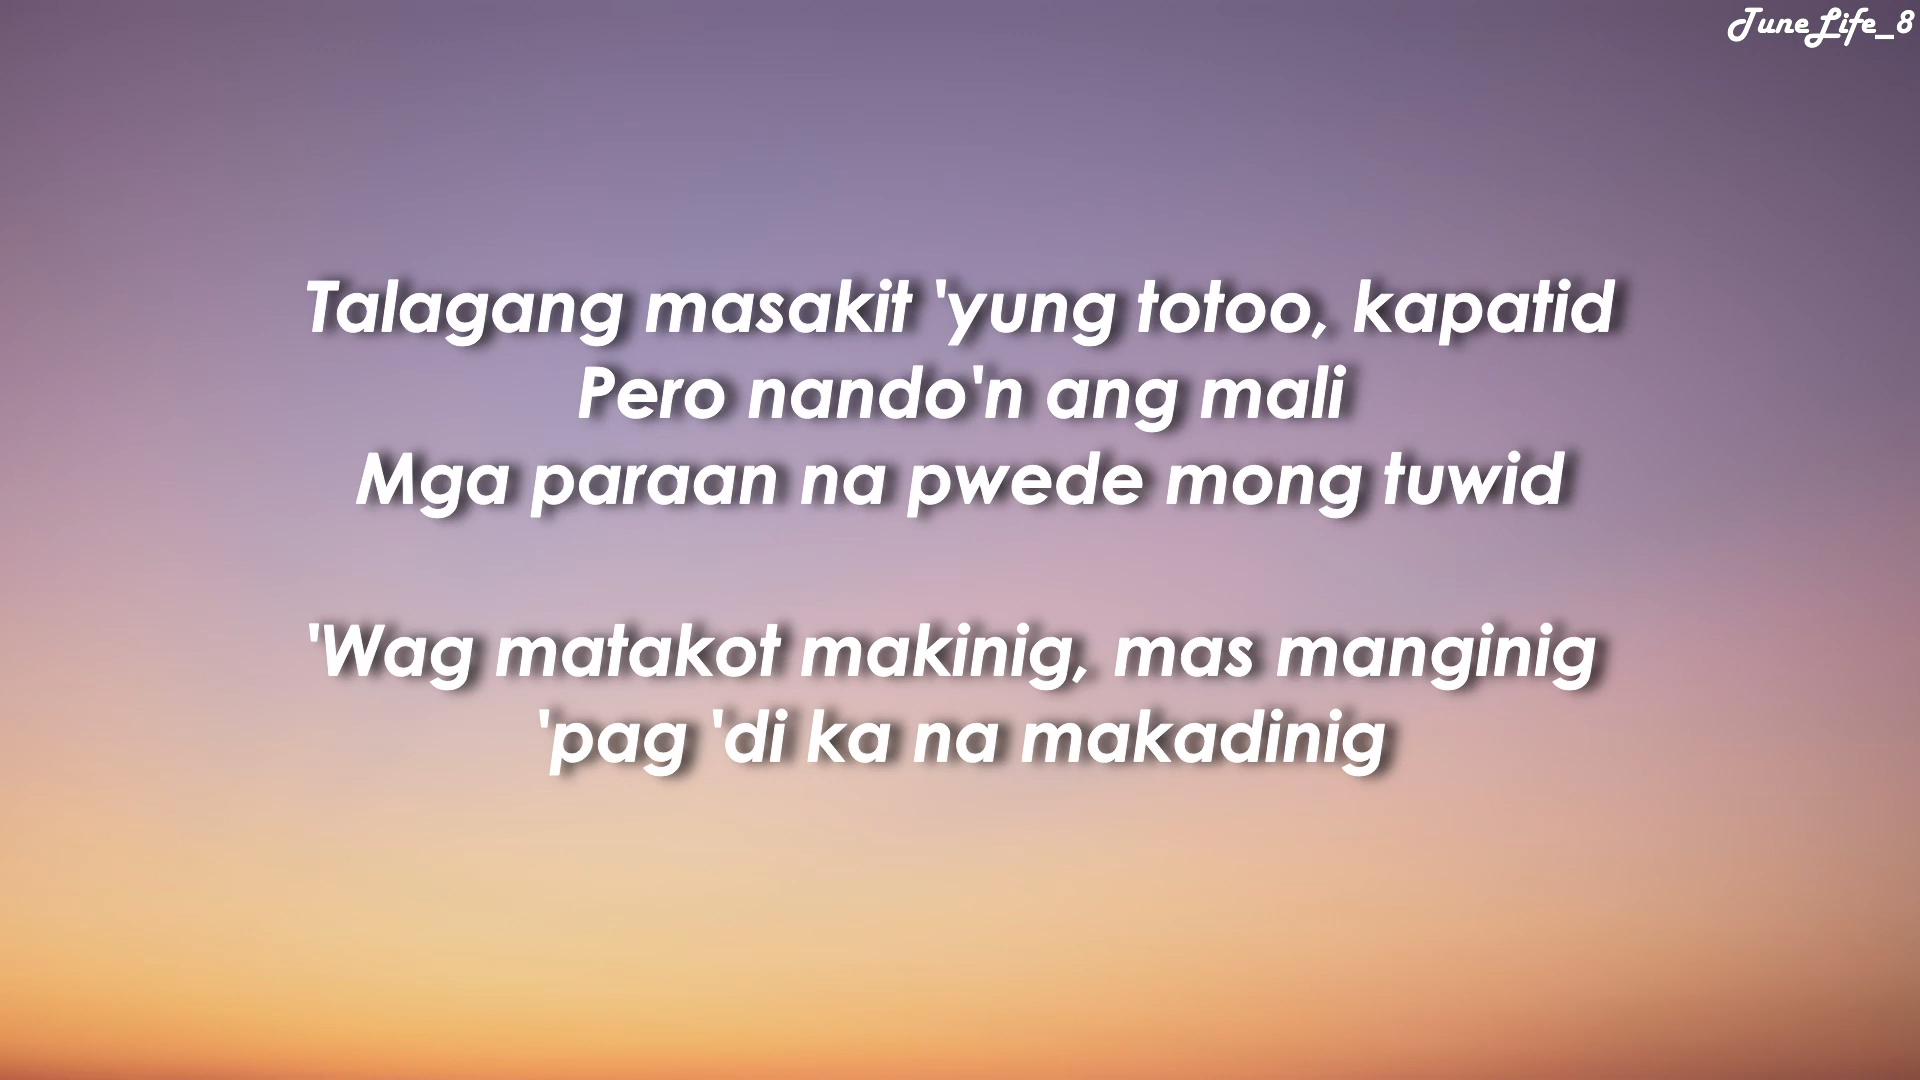 TuneLife_8
Talagang masakit 'yung totoo, kapatid
Pero nando'n ang mali
Mga paraan na pwede mong tuwid
'Wag matakot makinig, mas manginig
'pag 'di ka na makadinig